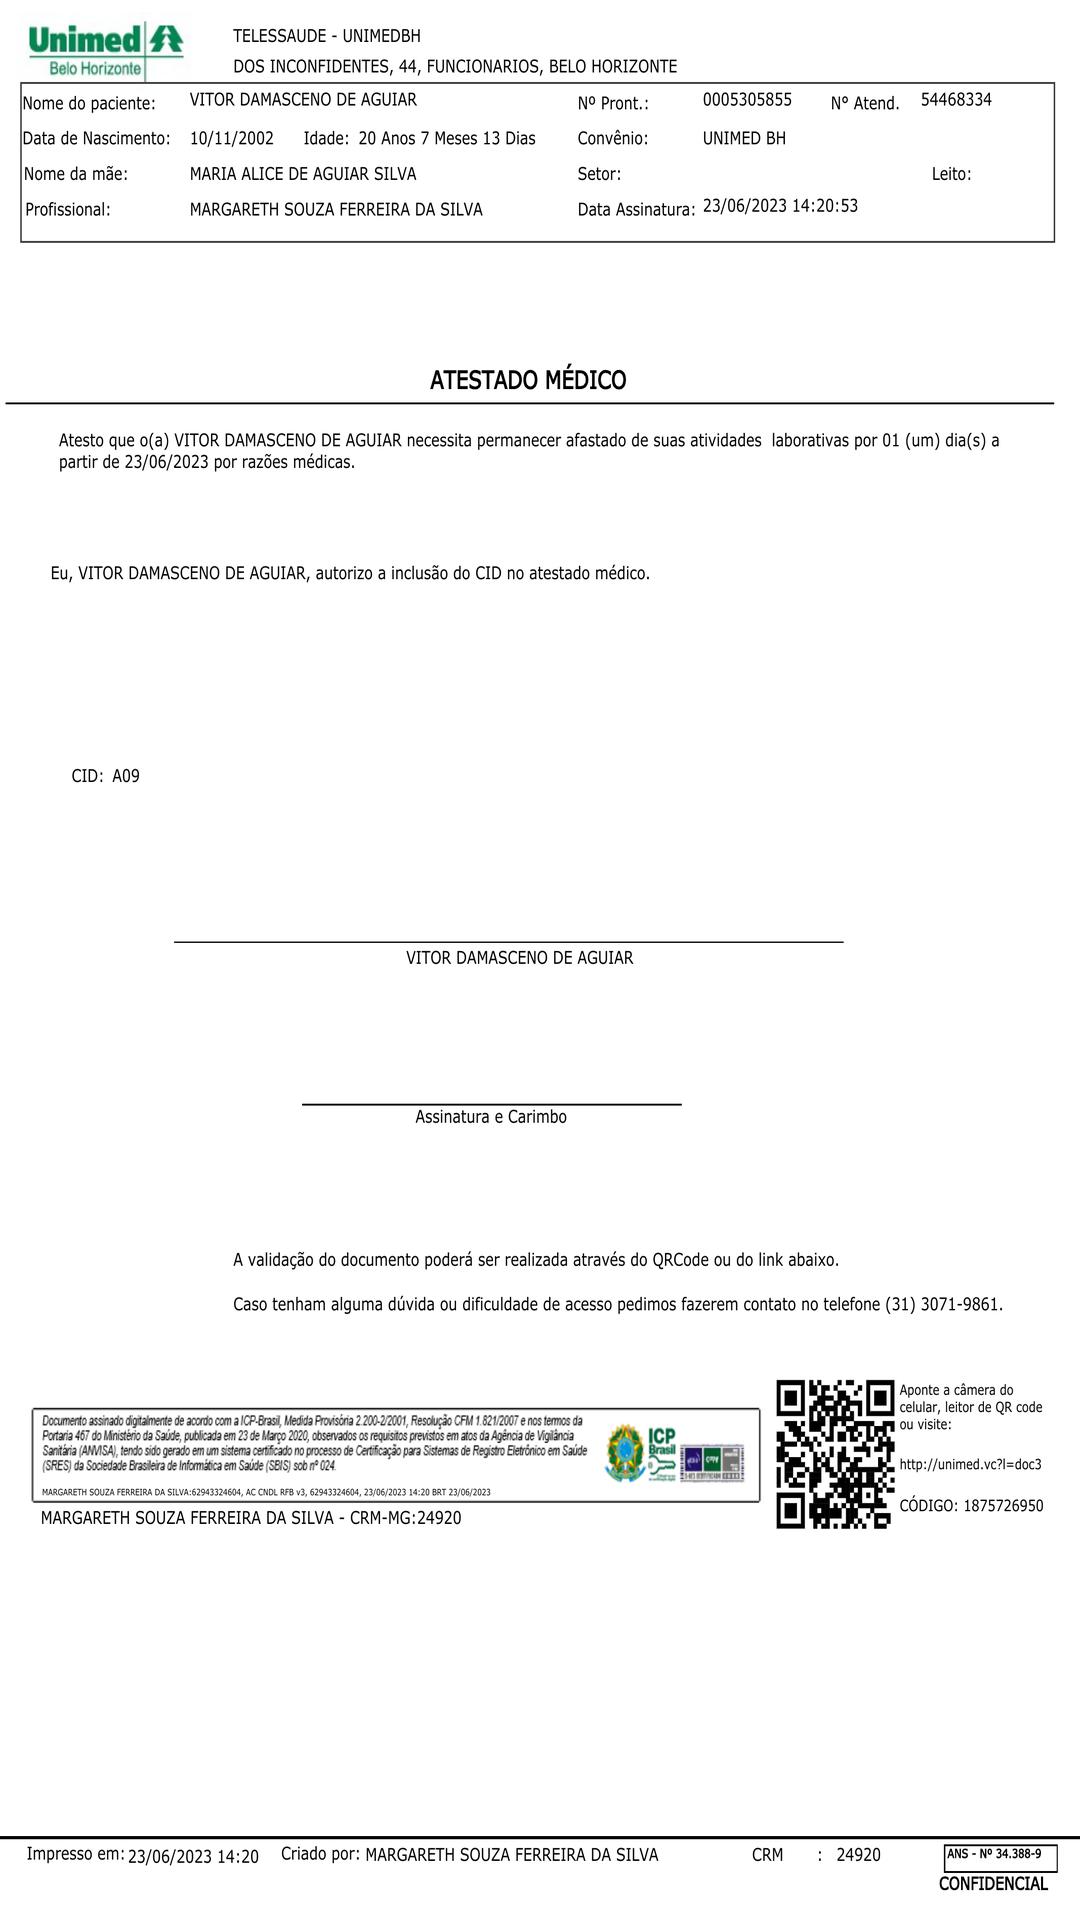 Unimed
Belo Horizonte
TELESSAUDE - UNIMEDBH
DOS INCONFIDENTES, 44, FUNCIONARIOS, BELO HORIZONTE
Nome do paciente: VITOR DAMASCENO DE AGUIAR Nº Pront.: 0005305855 Nº Atend. 54468334
Data de Nascimento: 10/11/2002 Idade: 20 Anos 7 Meses 13 Dias Convênio: UNIMED BH
Nome da mãe: MARIA ALICE DE AGUIAR SILVA Setor: Leito:
Profissional: MARGARETH SOUZA FERREIRA DA SILVA Data Assinatura: 23/06/2023 14:20:53
ATESTADO MÉDICO
Atesto que o(a) VITOR DAMASCENO DE AGUIAR necessita permanecer afastado de suas atividades laborativas por 01 (um) dia(s) a
partir de 23/06/2023 por razões médicas.
Eu, VITOR DAMASCENO DE AGUIAR, autorizo a inclusão do CID no atestado médico.
CID: A09
VITOR DAMASCENO DE AGUIAR
Assinatura e Carimbo
A validação do documento poderá ser realizada através do QRCode ou do link abaixo.
Caso tenham alguma dúvida ou dificuldade de acesso pedimos fazerem contato no telefone (31) 3071-9861.
Aponte a câmera do
celular, leitor de QR code
ou visite:
http://unimed.vc?l=doc3
CÓDIGO: 1875726950
Documento assinado digitalmente de acordo com a ICP-Brasil, Medida Provisória 2.200-2/2001, Resolução CFM 1.821/2007 e nos termos da
Portaria 467 do Ministério da Saúde, publicada em 23 de Março 2020, observados os requisitos previstos em atos da Agência de Vigilância
Sanitária (ANVISA), tendo sido gerado em um sistema certificado no processo de Certificação para Sistemas de Registro Eletrônico em Saúde
(SRES) da Sociedade Brasileira de Informática em Saúde (SBIS) sob nº 024.
MARGARETH SOUZA FERREIRA DA SILVA:62943324604, AC CNDL RFB v3, 62943324604, 23/06/2023 14:20 BRT 23/06/2023
ICP
Brasil
MARGARETH SOUZA FERREIRA DA SILVA - CRM-MG:24920
Impresso em: 23/06/2023 14:20 Criado por: MARGARETH SOUZA FERREIRA DA SILVA CRM : 24920
ANS - Nº 34.388-9
CONFIDENCIAL